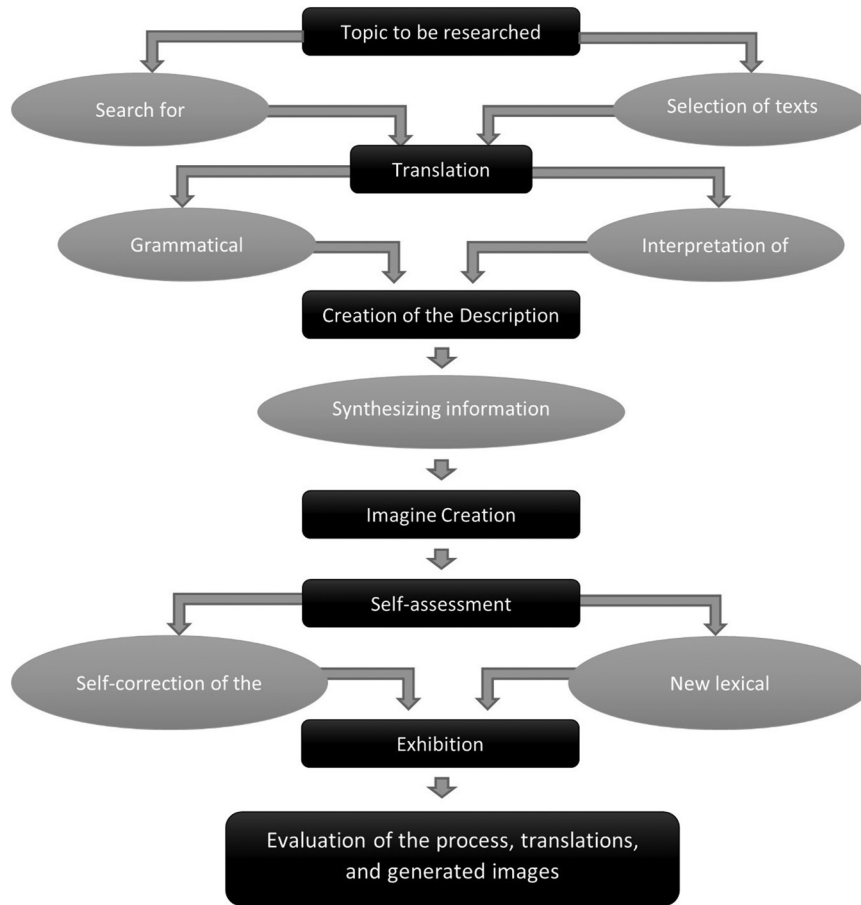 Topic to be researched
Search for
Selection of texts
Translation
Grammatical
Interpretation of
Creation of the Description
Synthesizing information
Imagine Creation
Self-assessment
Self-correction of the
New lexical
Exhibition
Evaluation of the process, translations,
and generated images